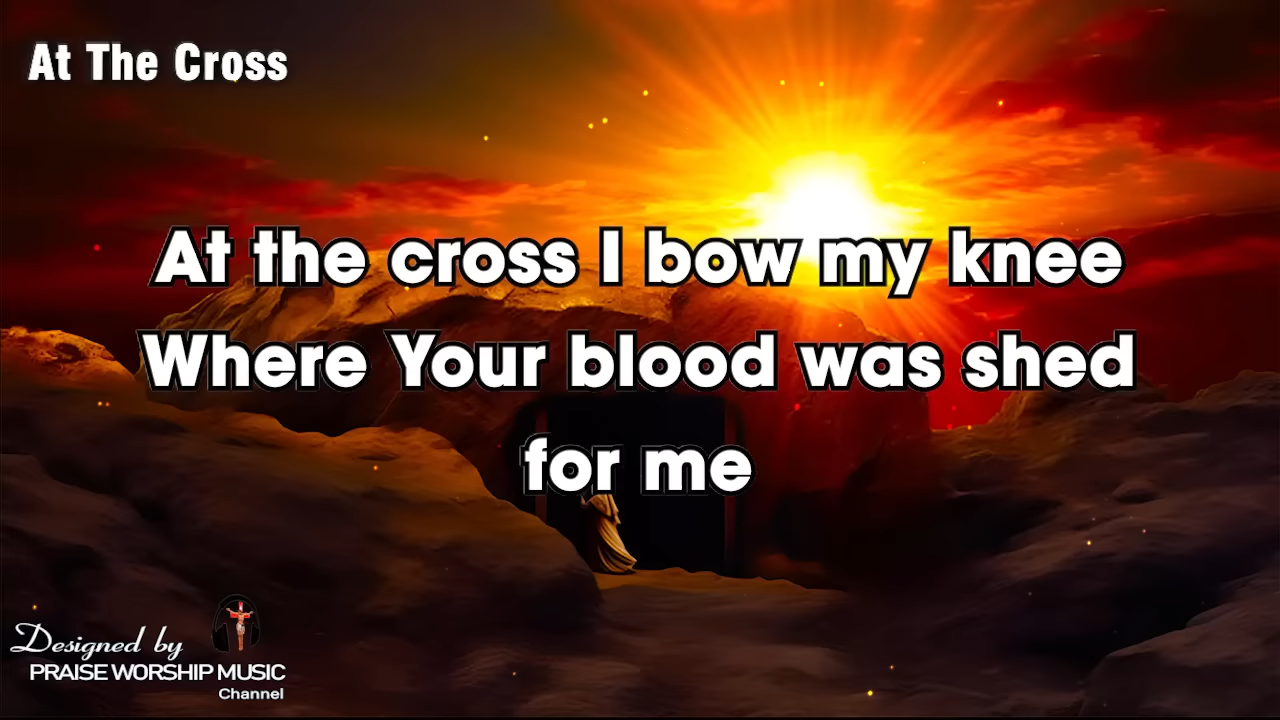 At The Cross
At the cross I bow my knee
Where Your blood was shed
for me
Designed by
PRAISE WORSHIP MUSIC
Channel